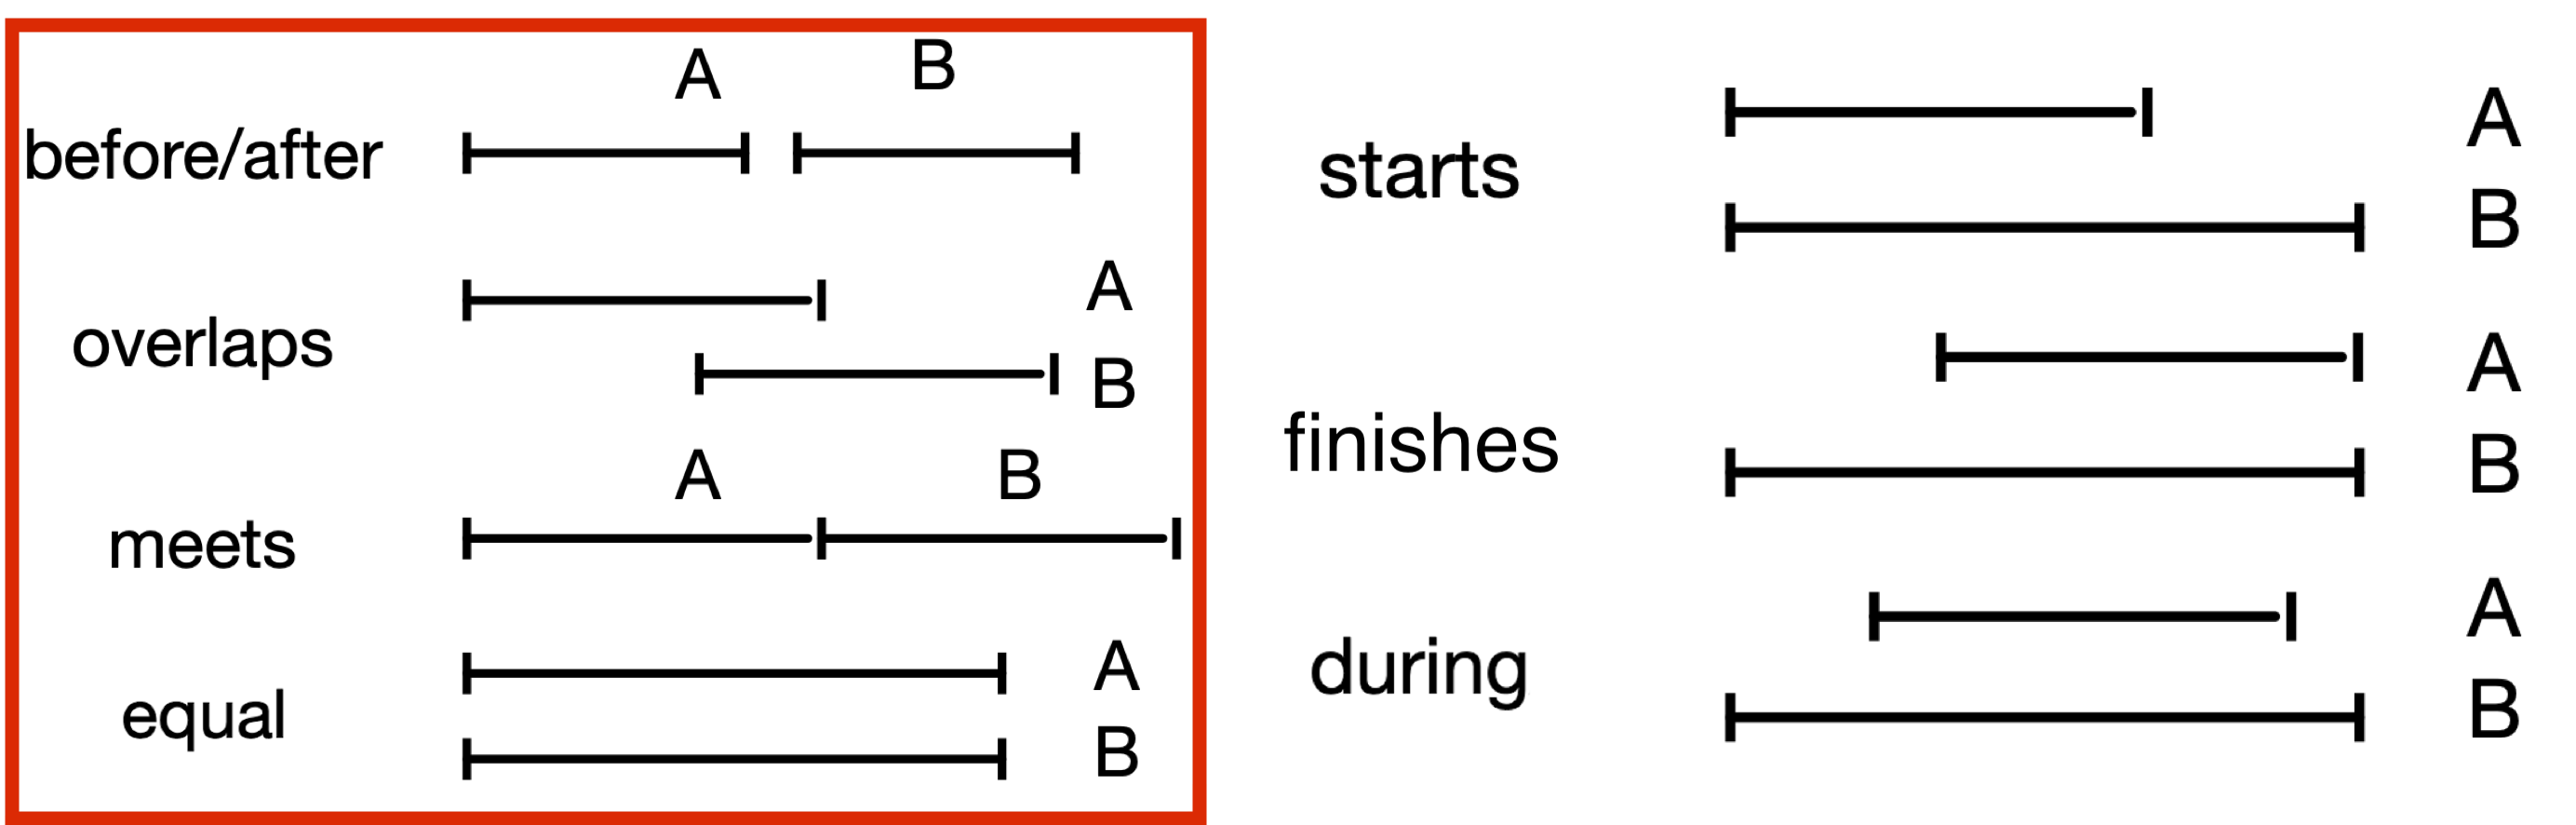 A B
before/after
A
overlaps
B
A B
meets
A
equal
B
A
starts
B
A
finishes
B
A
during
B